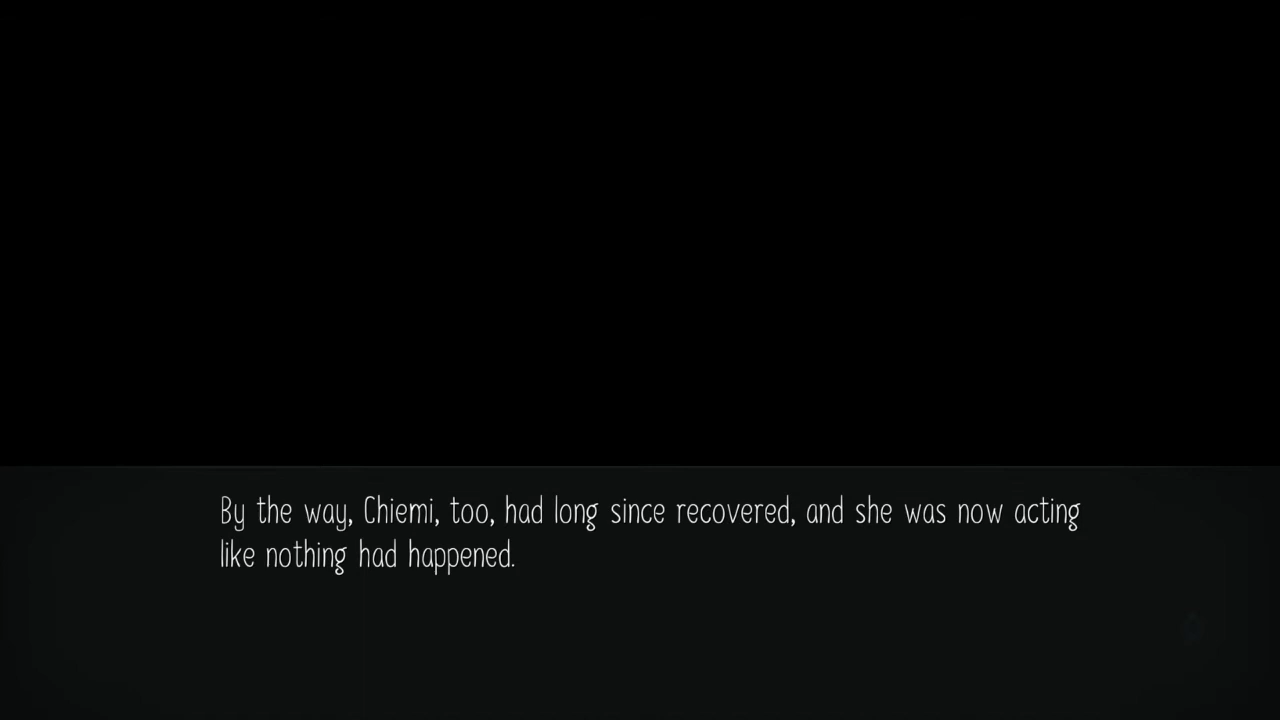 By the way, Chiemi, too, had long since recovered, and she was now acting
like nothing had happened.